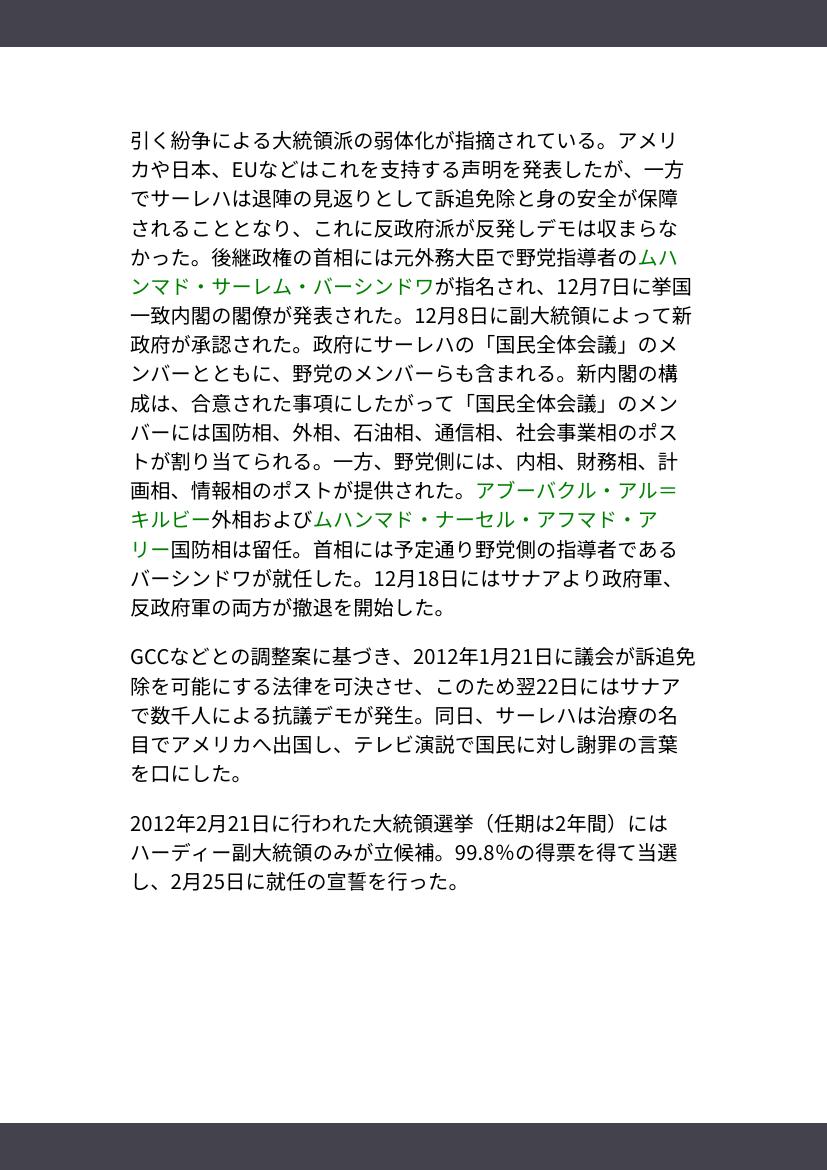 引く紛争による大統領派の弱体化が指摘されている。アメリ
カや日本、EUなどはこれを支持する声明を発表したが、一方
でサーレハは退陣の見返りとして訴追免除と身の安全が保障
されることとなり、これに反政府派が反発しデモは収まらな
かった。後継政権の首相には元外務大臣で野党指導者のムハ
ンマド・サーレム・バーシンドワが指名され、12月7日に挙国
一致内閣の閣僚が発表された。12月8日に副大統領によって新
政府が承認された。政府にサーレハの「国民全体会議」のメ
ンバーとともに、野党のメンバーらも含まれる。新内閣の構
成は、合意された事項にしたがって「国民全体会議」のメン
バーには国防相、外相、石油相、通信相、社会事業相のポス
トが割り当てられる。一方、野党側には、内相、財務相、計
画相、情報相のポストが提供された。アブーバクル・アル＝
キルビー外相およびムハンマド・ナーセル・アフマド・ア
リー国防相は留任。首相には予定通り野党側の指導者である
バーシンドワが就任した。12月18日にはサナアより政府軍、
反政府軍の両方が撤退を開始した。
GCCなどとの調整案に基づき、2012年1月21日に議会が訴追免
除を可能にする法律を可決させ、このため翌22日にはサナア
で数千人による抗議デモが発生。同日、サーレハは治療の名
目でアメリカへ出国し、テレビ演説で国民に対し謝罪の言葉
を口にした。
2012年2月21日に行われた大統領選挙（任期は2年間）には
ハーディー副大統領のみが立候補。99.8%の得票を得て当選
し、2月25日に就任の宣誓を行った。